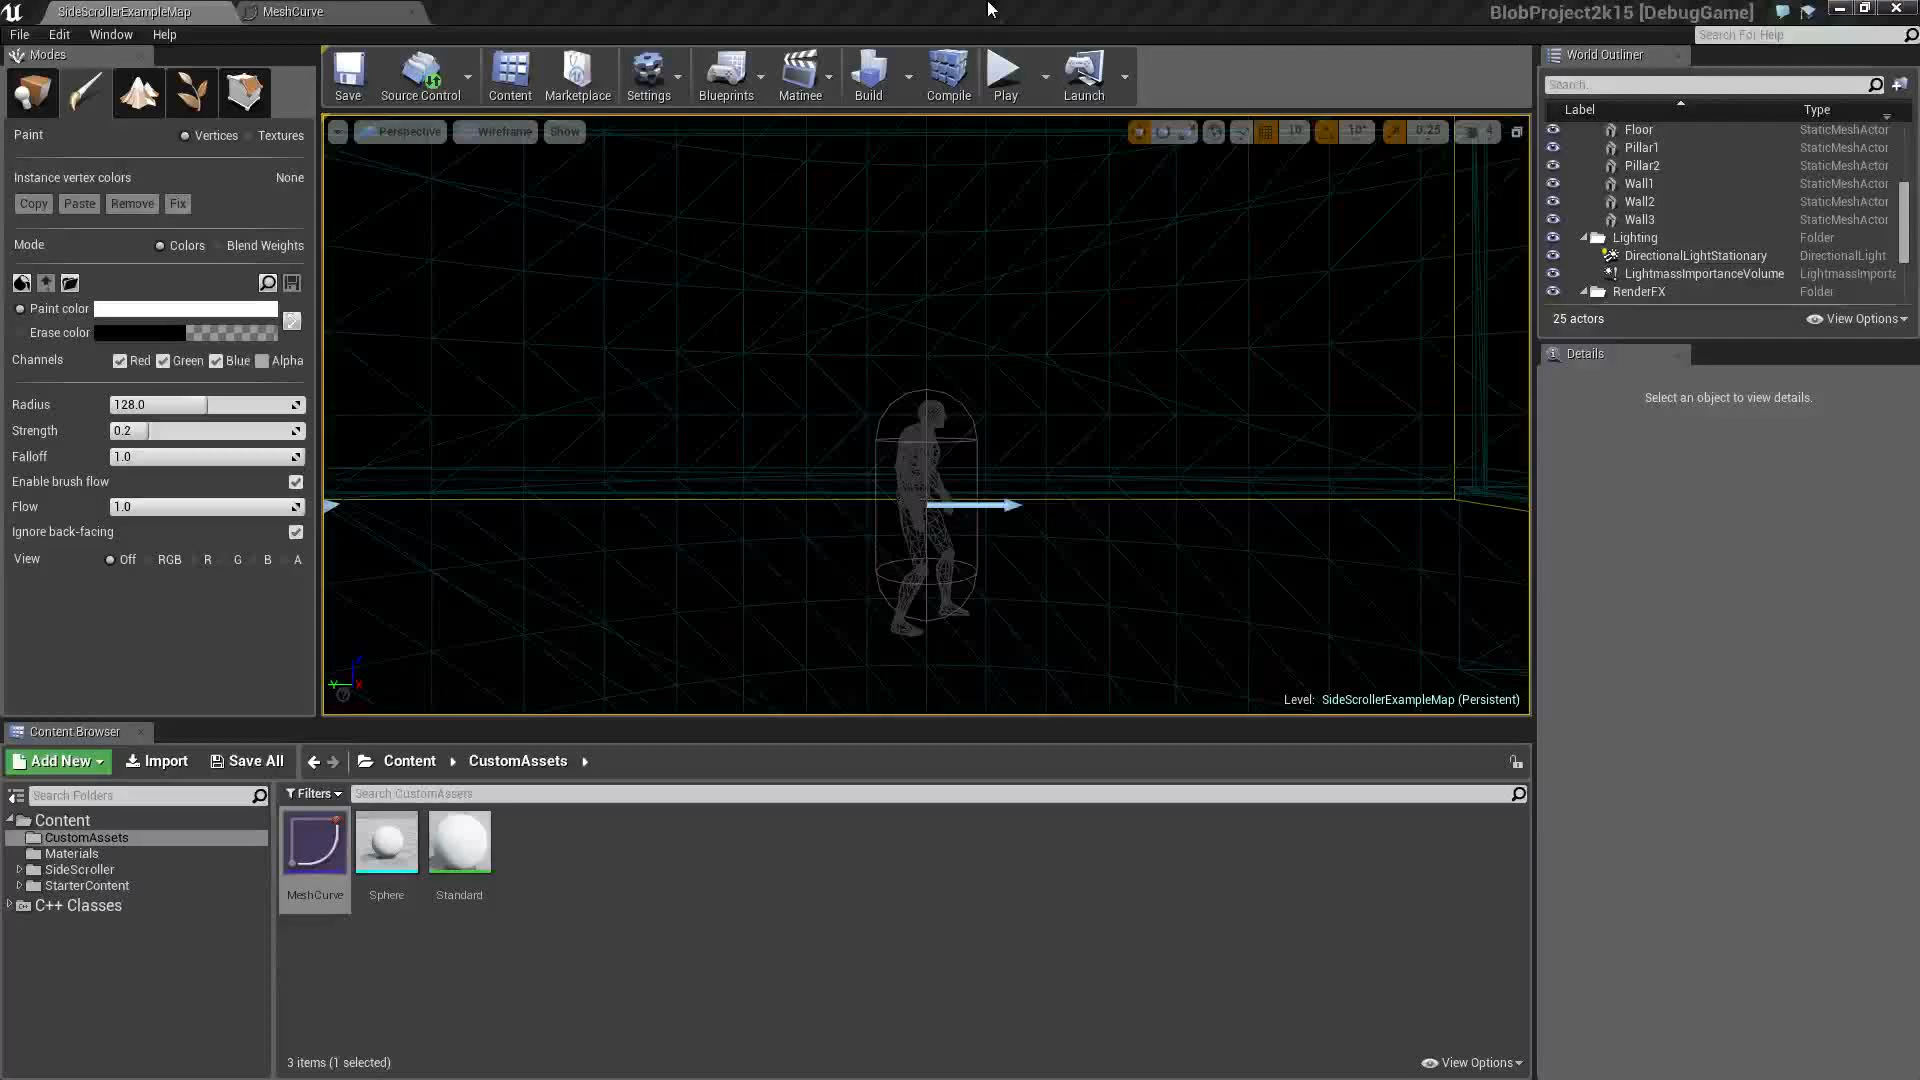 SideScrollerExampleMap
MeshCurve
BlobProject2k15 [DebugGame]
File Edit Window Help
Search For Help
Modes
Save
Source Control
Content
Marketplace
Settings
Blueprints
Matinee
Build
Compile
Play
Launch
World Outliner
Search...
Label Type
Floor StaticMeshActor
Pillar1 StaticMeshActor
Pillar2 StaticMeshActor
Wall1 StaticMeshActor
Wall2 StaticMeshActor
Wall3 StaticMeshActor
Lighting Folder
DirectionalLightStationary DirectionalLight
LightmassImportanceVolume LightmassImporta
RenderFX Folder
25 actors
View Options
Details
Select an object to view details.
Paint Vertices Textures
Instance vertex colors None
Copy Paste Remove Fix
Mode Colors Blend Weights
Paint color
Erase color
Channels Red Green Blue Alpha
Radius 128.0
Strength 0.2
Falloff 1.0
Enable brush flow
Flow 1.0
Ignore back-facing
View Off RGB R G B A
Perspective Wireframe Show
10 10° 0.25 4
Z
Y X
Level: SideScrollerExampleMap (Persistent)
Content Browser
Add New Import Save All Content CustomAssets
Search Folders
Filters Search CustomAssets
Content
CustomAssets
Materials
SideScroller
StarterContent
C++ Classes
MeshCurve
Sphere
Standard
3 items (1 selected)
View Options